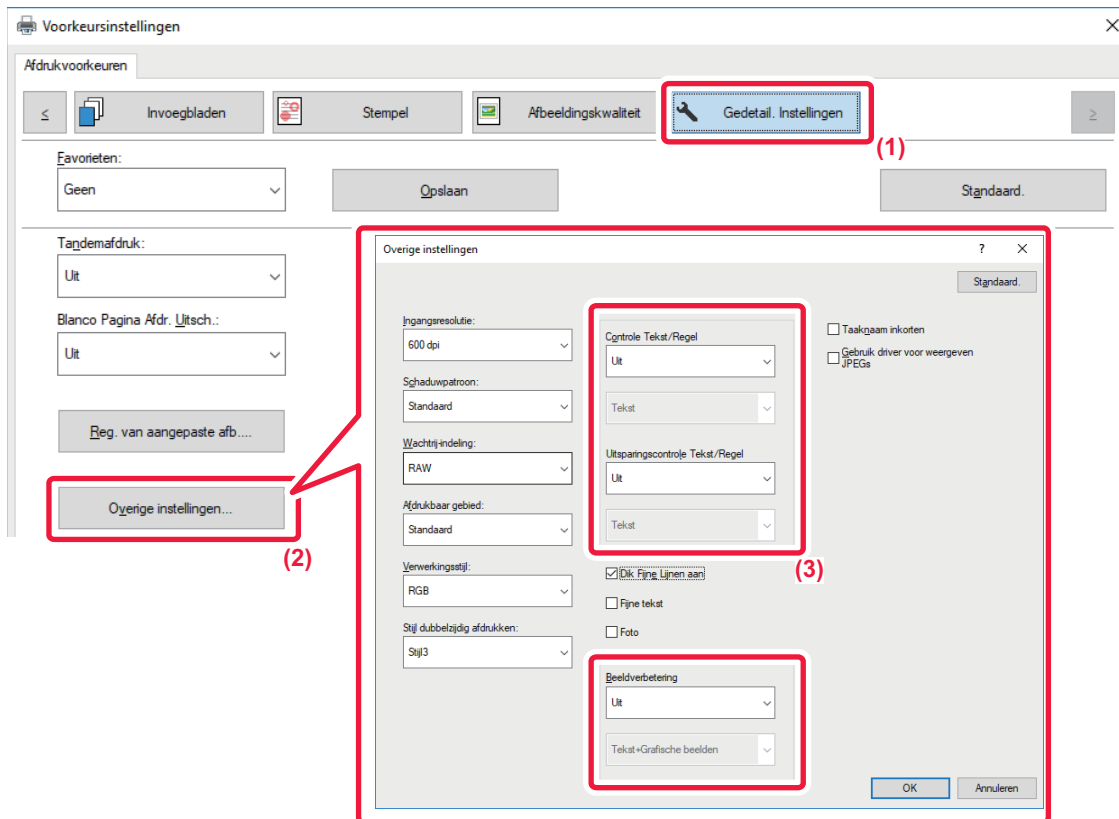 Voorkeursinstellingen
Afdrukvoorkeuren
≤
Invoegbladen
Stempel
Afbeeldingskwaliteit
Gedetail. Instellingen
≥
(1)
Favorieten:
Geen
Opslaan
Standaard.
Tandemafdruk:
Uit
Blanco Pagina Afdr. Uitsch.:
Uit
Reg. van aangepaste afb....
Overige instellingen...
(2)
Overige instellingen
?
Standaard.
Ingangsresolutie:
600 dpi
Schaduwpatroon:
Standaard
Wachtrij-indeling:
RAW
Afdrukbaar gebied:
Standaard
Verwerkingsstijl:
RGB
Stijl dubbelzijdig afdrukken:
Stijl3
Controle Tekst/Regel
Uit
Tekst
Uitsparingscontrole Tekst/Regel
Uit
Tekst
(3)
Dik Fijne Lijnen aan
Fijne tekst
Foto
Beeldverbetering
Uit
Tekst+Grafische beelden
Taaknaam inkorten
Gebruik driver voor weergeven
JPEGs
OK
Annuleren